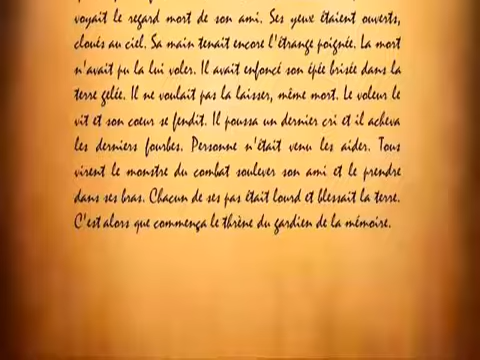 voyait le regard mort de son ami. Ses yeux étaient ouverts,
cloués au ciel. Sa main tenait encore l'étrange poignée. La mort
n'avait pu la lui voler. Il avait enfoncé son épée brisée dans la
terre gelée. Il ne voulait pas la laisser, même mort. Le voleur le
vit et son coeur se fendit. Il poussa un dernier cri et il acheva
les derniers fourbes. Personne n'était venu les aider. Tous
virent le monstre du combat soulever son ami et le prendre
dans ses bras. Chacun de ses pas était lourd et blessait la terre.
C'est alors que commença le thrène du gardien de la mémoire.